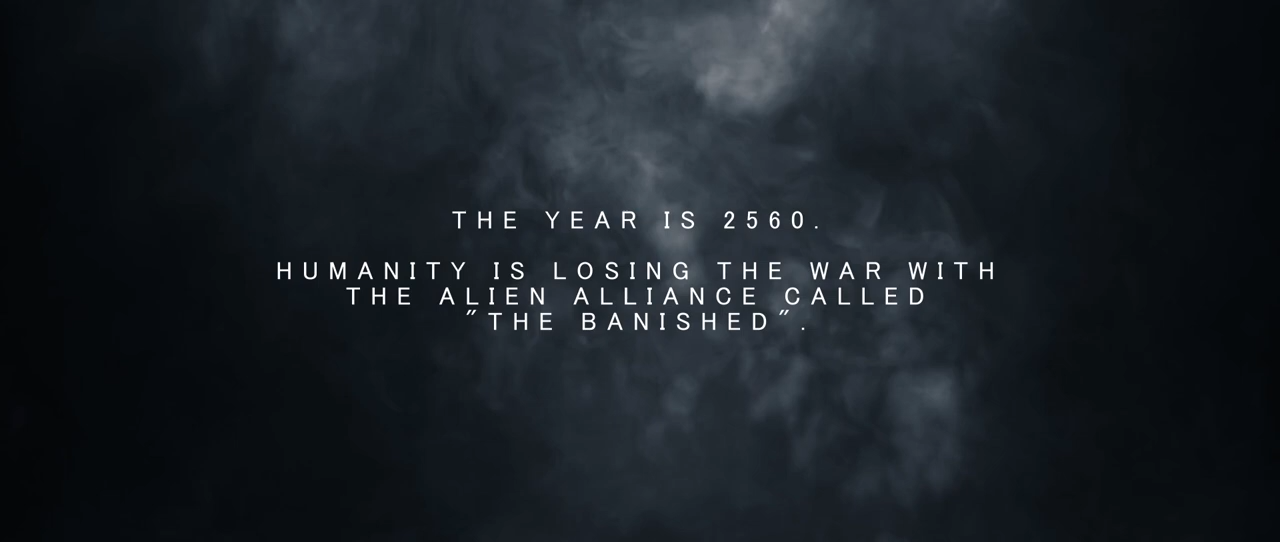 THE YEAR IS 2560.
HUMANITY IS LOSING THE WAR WITH
THE ALIEN ALLIANCE CALLED
"THE BANISHED".